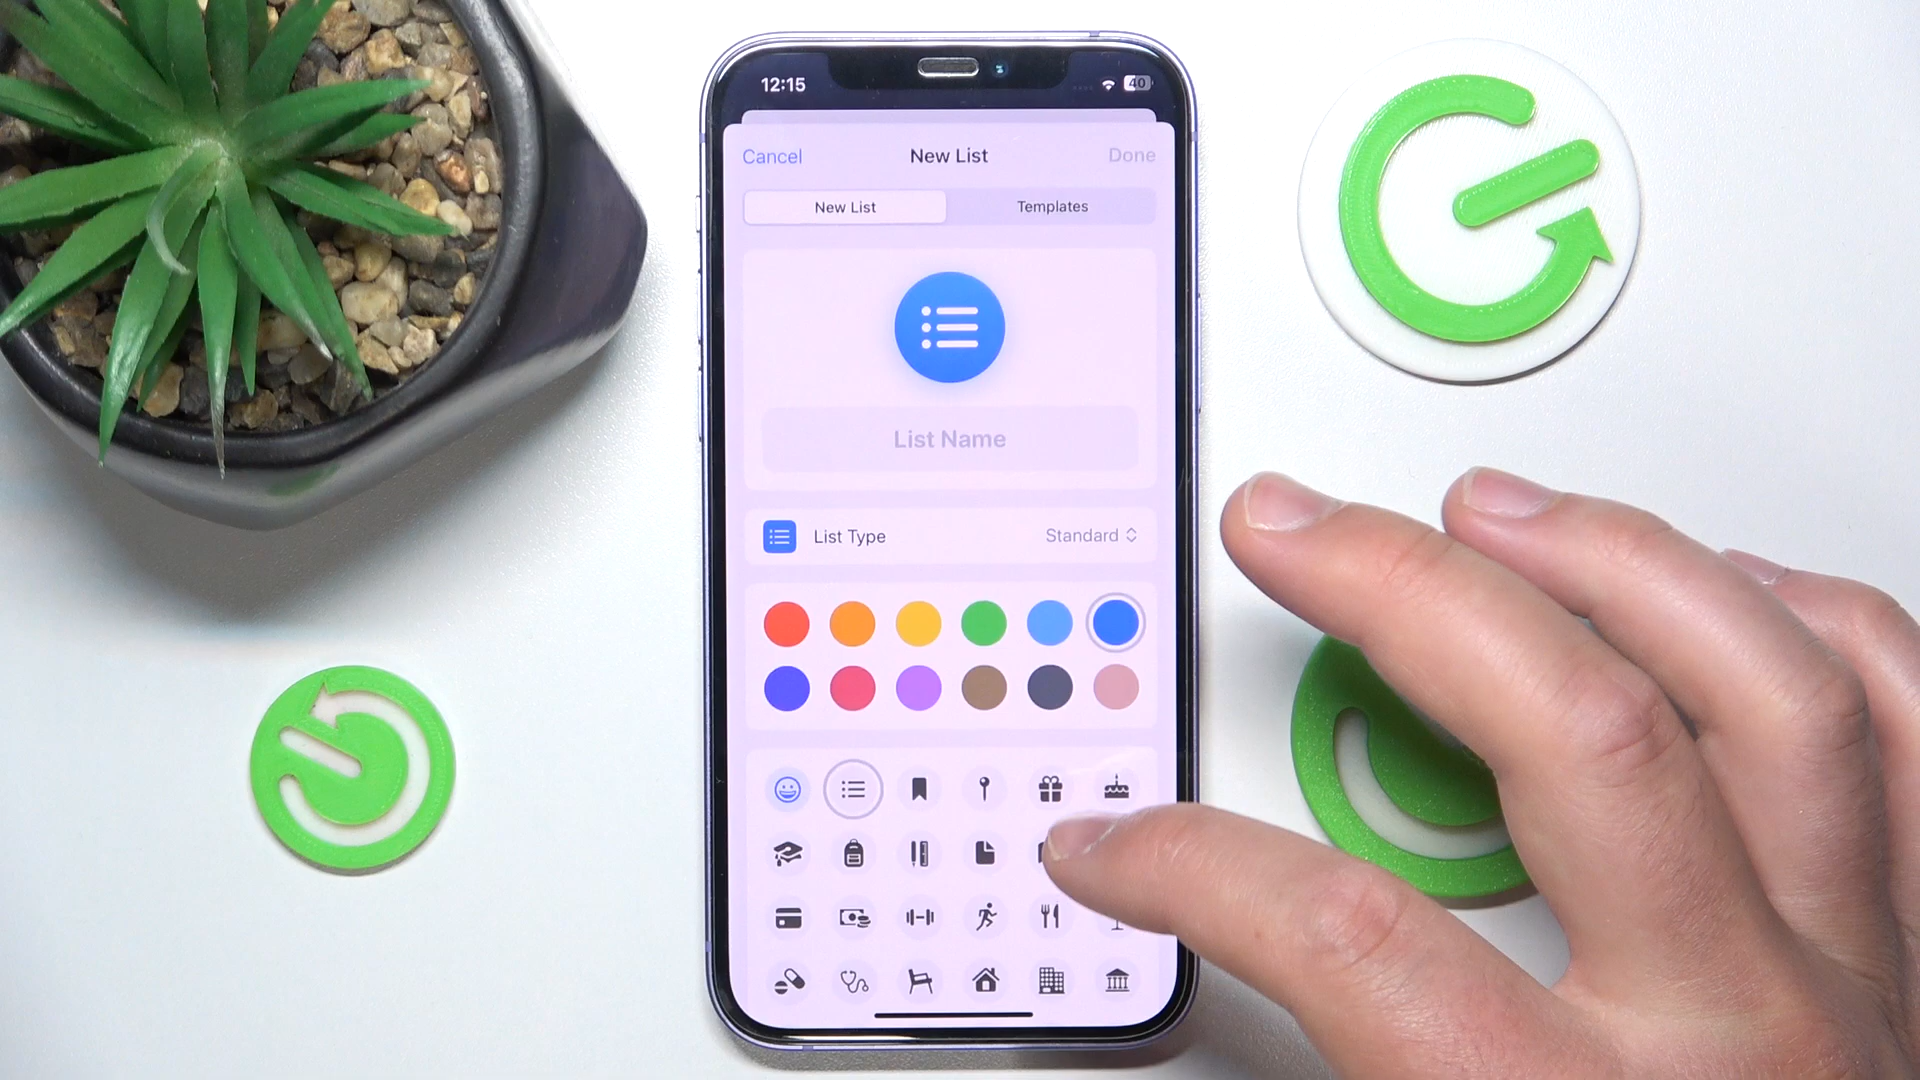 12:15
40
Cancel
New List
Done
New List
Templates
List Name
List Type
Standard